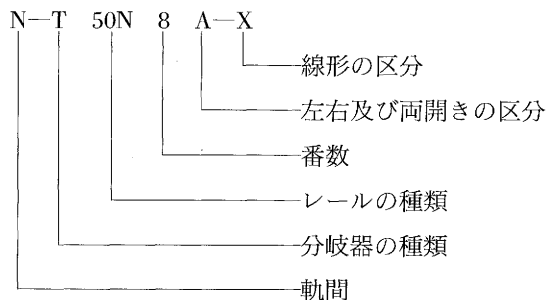 N—T 50N 8 A—X
線形の区分
左右及び両開きの区分
番数
レールの種類
分岐器の種類
軌間